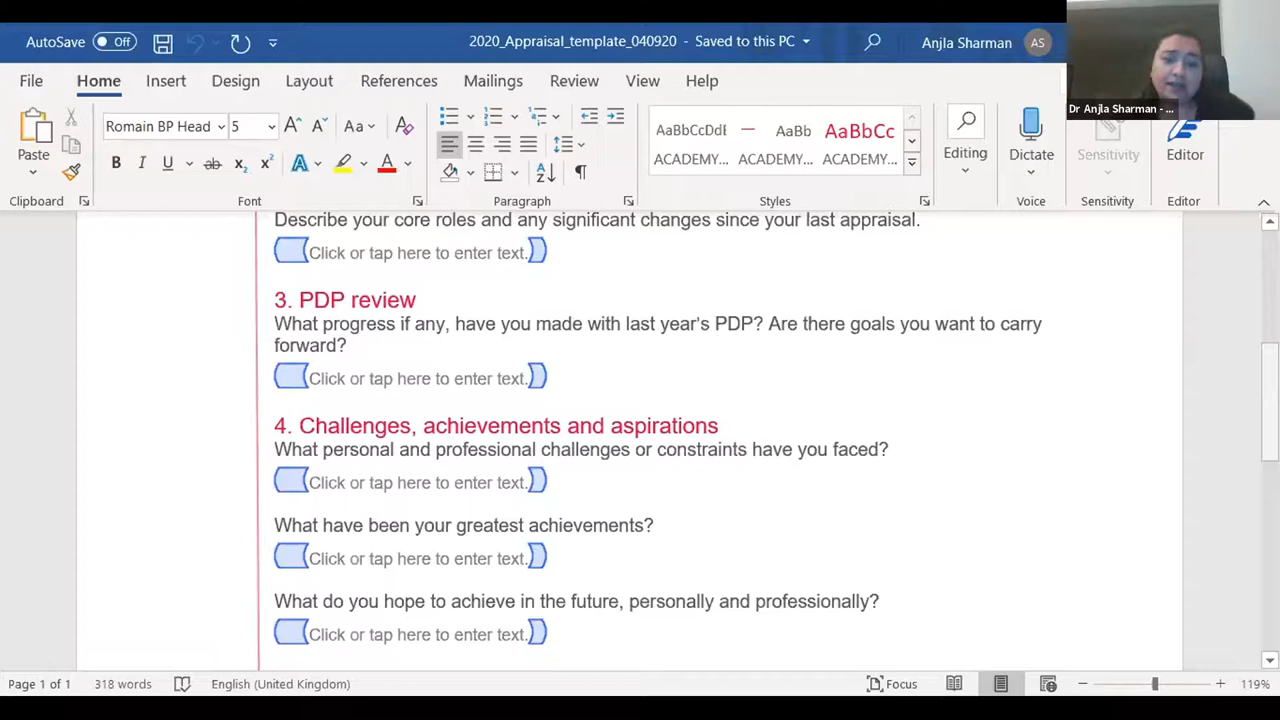 AutoSave Off
2020_Appraisal_template_040920 - Saved to this PC
Anjla Sharman AS
Dr Anjla Sharman - ...
File Home Insert Design Layout References Mailings Review View Help
Paste
Romain BP Head 5
Aa
AaBbCcDdE AaBb AaBbCc
ACADEMY... ACADEMY... ACADEMY...
Editing
Dictate
Sensitivity
Editor
Clipboard Font Paragraph Styles Voice Sensitivity Editor
Describe your core roles and any significant changes since your last appraisal.
Click or tap here to enter text.
3. PDP review
What progress if any, have you made with last year's PDP? Are there goals you want to carry
forward?
Click or tap here to enter text.
4. Challenges, achievements and aspirations
What personal and professional challenges or constraints have you faced?
Click or tap here to enter text.
What have been your greatest achievements?
Click or tap here to enter text.
What do you hope to achieve in the future, personally and professionally?
Click or tap here to enter text.
Page 1 of 1 318 words English (United Kingdom) Focus 119%